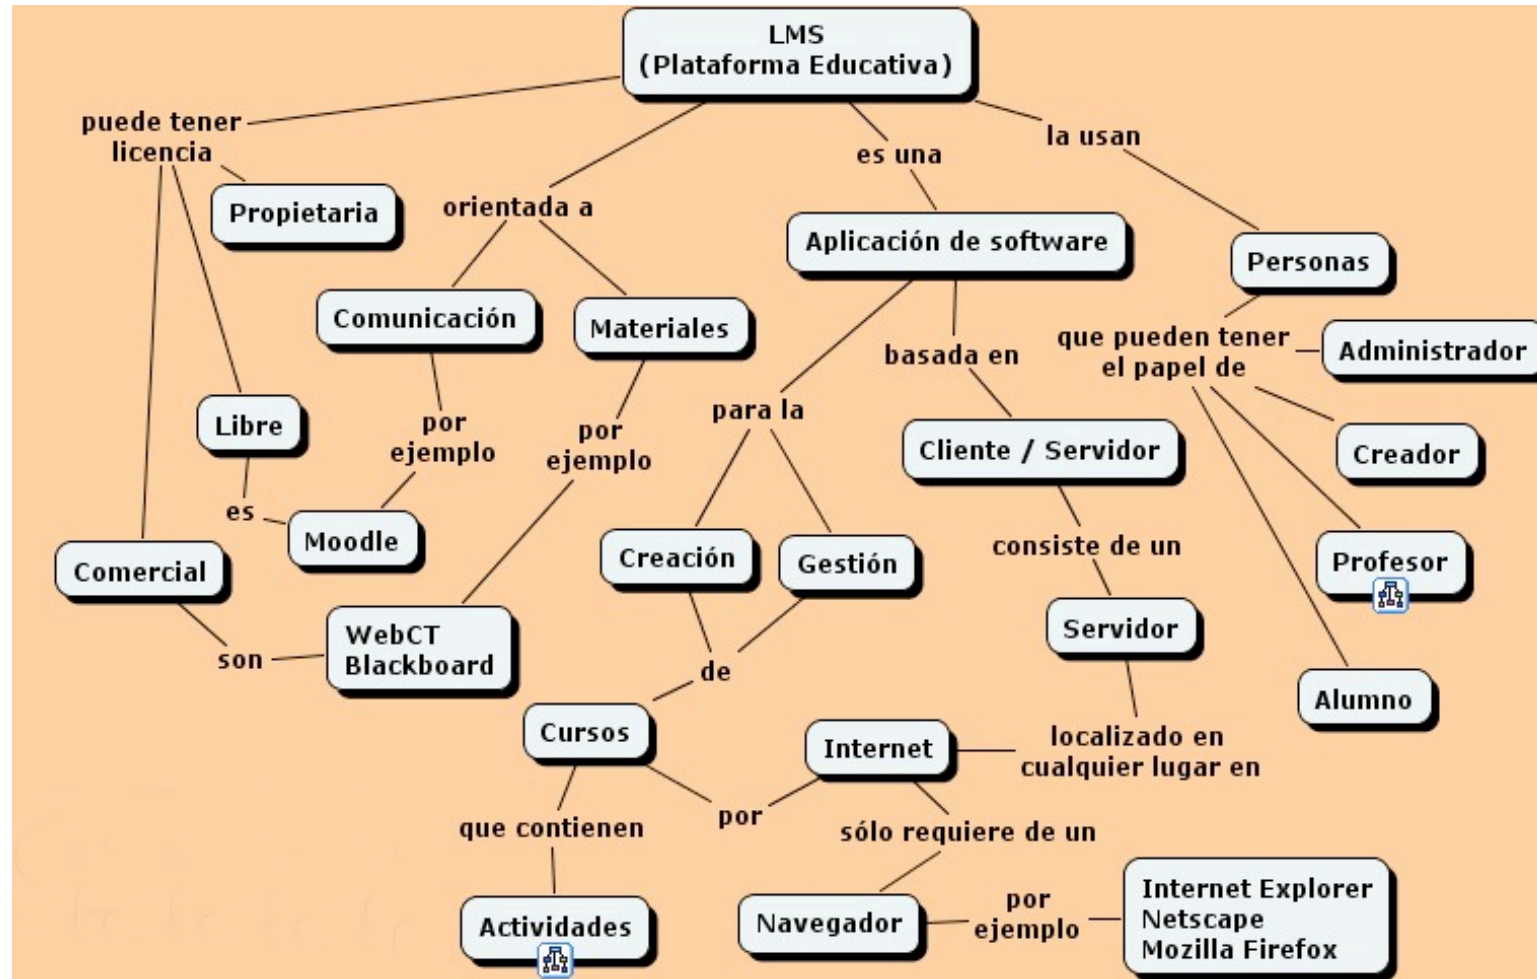 LMS
(Plataforma Educativa)
puede tener
licencia
la usan
es una
Propietaria
orientada a
Aplicación de software
Personas
Comunicación
Materiales
que pueden tener
el papel de
Administrador
basada en
para la
Libre
por
ejemplo
por
ejemplo
Cliente / Servidor
Creador
es
Moodle
Comercial
Creación
Gestión
consiste de un
Profesor
WebCT
Blackboard
son
Servidor
de
Alumno
Cursos
Internet
localizado en
cualquier lugar en
que contienen
por
sólo requiere de un
Actividades
Navegador
por
ejemplo
Internet Explorer
Netscape
Mozilla Firefox